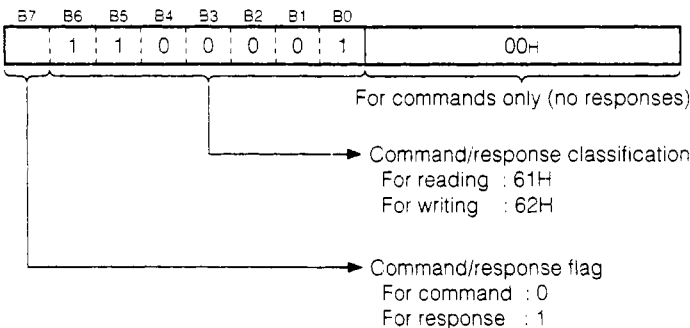 B7 B6 B5 B4 B3 B2 B1 B0
1 1 0 0 0 0 1 00H
For commands only (no responses)
Command/response classification
For reading : 61H
For writing : 62H
Command/response flag
For command : 0
For response : 1